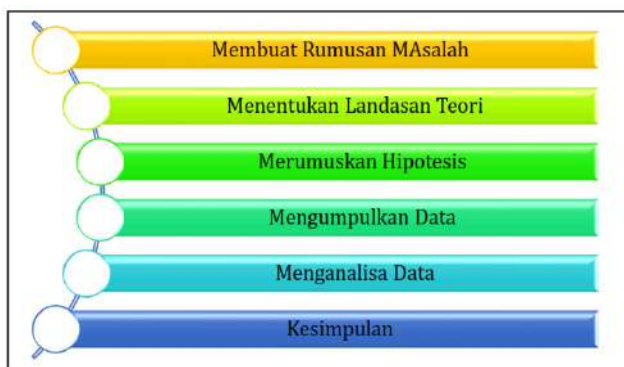 Membuat Rumusan MAsalah
Menentukan Landasan Teori
Merumuskan Hipotesis
Mengumpulkan Data
Menganalisa Data
Kesimpulan